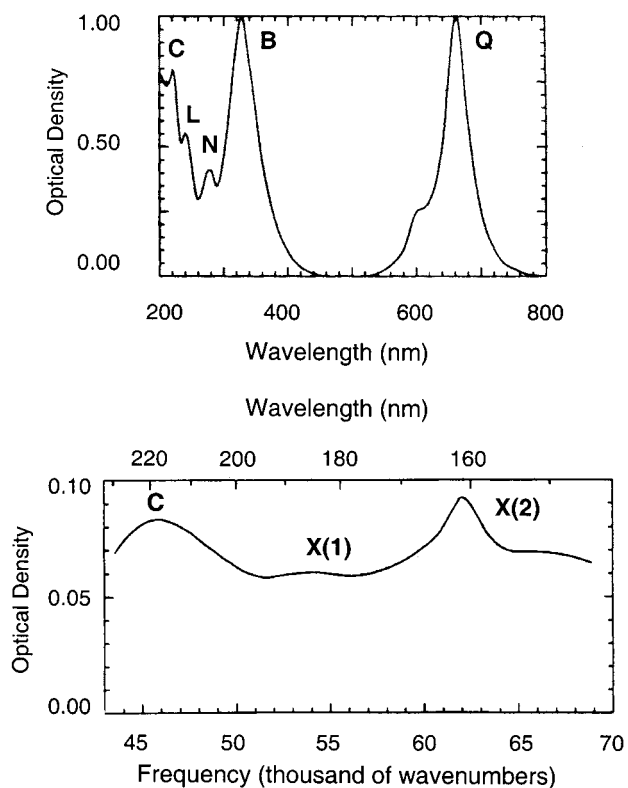 1.00
C
B
Q
L
N
Optical Density
0.50
0.00
200
400
600
800
Wavelength (nm)
Wavelength (nm)
220
200
180
160
0.10
C
X(1)
X(2)
Optical Density
0.05
0.00
45
50
55
60
65
70
Frequency (thousand of wavenumbers)